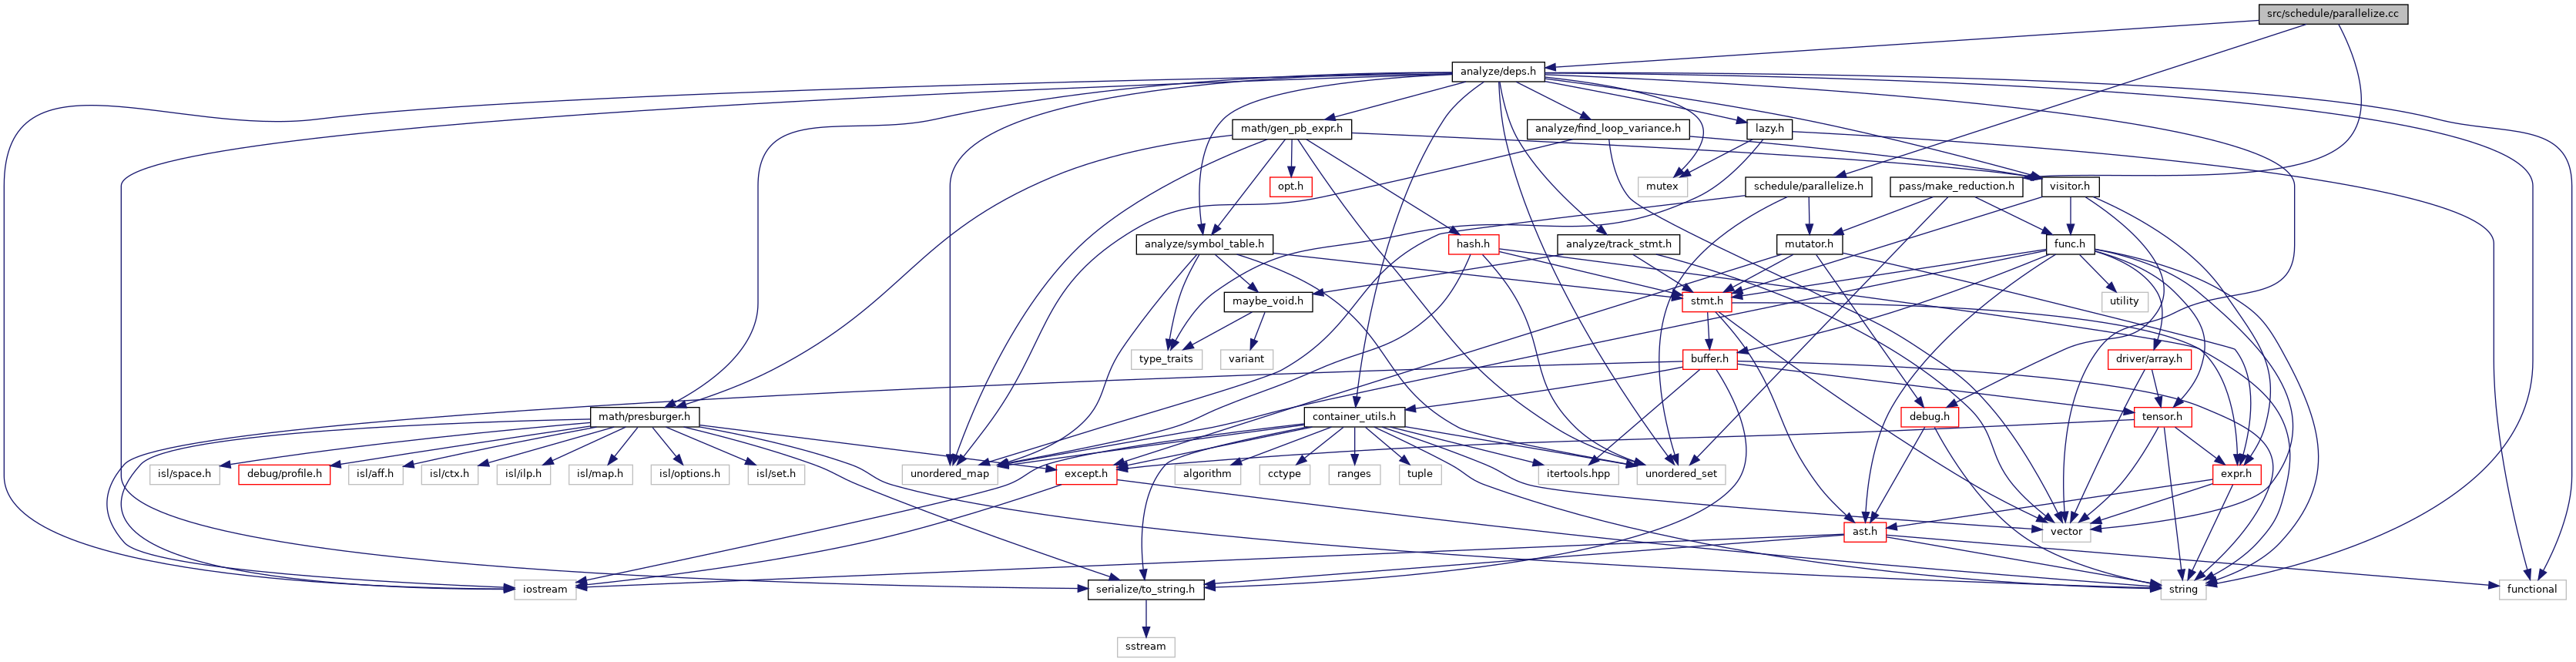 src/schedule/parallelize.cc
analyze/deps.h
math/gen_pb_expr.h
analyze/find_loop_variance.h
lazy.h
opt.h
mutex
schedule/parallelize.h
pass/make_reduction.h
visitor.h
analyze/symbol_table.h
hash.h
analyze/track_stmt.h
mutator.h
func.h
maybe_void.h
stmt.h
utility
type_traits
variant
buffer.h
driver/array.h
math/presburger.h
container_utils.h
debug.h
tensor.h
isl/space.h
debug/profile.h
isl/aff.h
isl/ctx.h
isl/ilp.h
isl/map.h
isl/options.h
isl/set.h
unordered_map
except.h
algorithm
cctype
ranges
tuple
itertools.hpp
unordered_set
expr.h
ast.h
vector
iostream
serialize/to_string.h
string
functional
sstream